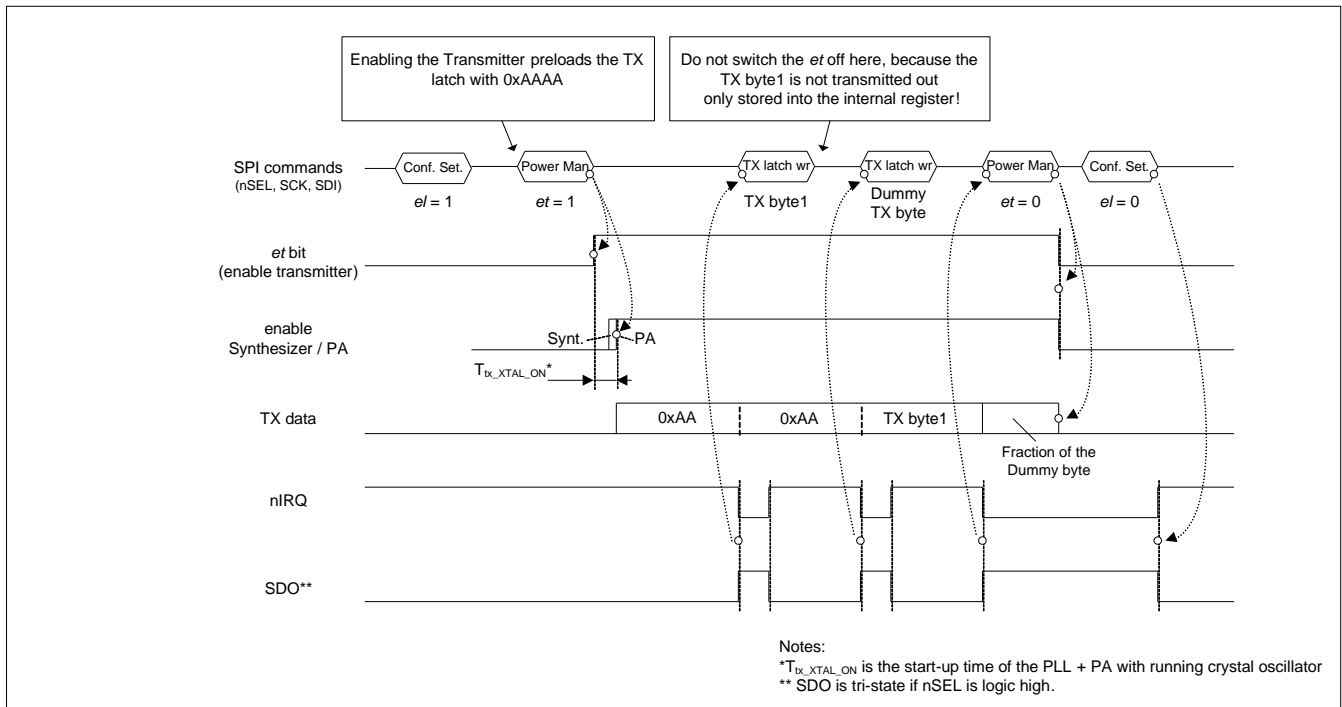 Enabling the Transmitter preloads the TX
latch with 0xAAAA
Do not switch the et off here, because the
TX byte1 is not transmitted out
only stored into the internal register!
SPI commands
(nSEL, SCK, SDI)
Conf. Set.
Power Man.
TX latch wr
TX latch wr
Power Man.
Conf. Set.
el = 1
et = 1
TX byte1
Dummy
TX byte
et = 0
el = 0
et bit
(enable transmitter)
enable
Synthesizer / PA
Synt.
PA
Ttx_XTAL_ON*
TX data
0xAA
0xAA
TX byte1
Fraction of the
Dummy byte
nIRQ
SDO**
Notes:
*Ttx_XTAL_ON is the start-up time of the PLL + PA with running crystal oscillator
** SDO is tri-state if nSEL is logic high.